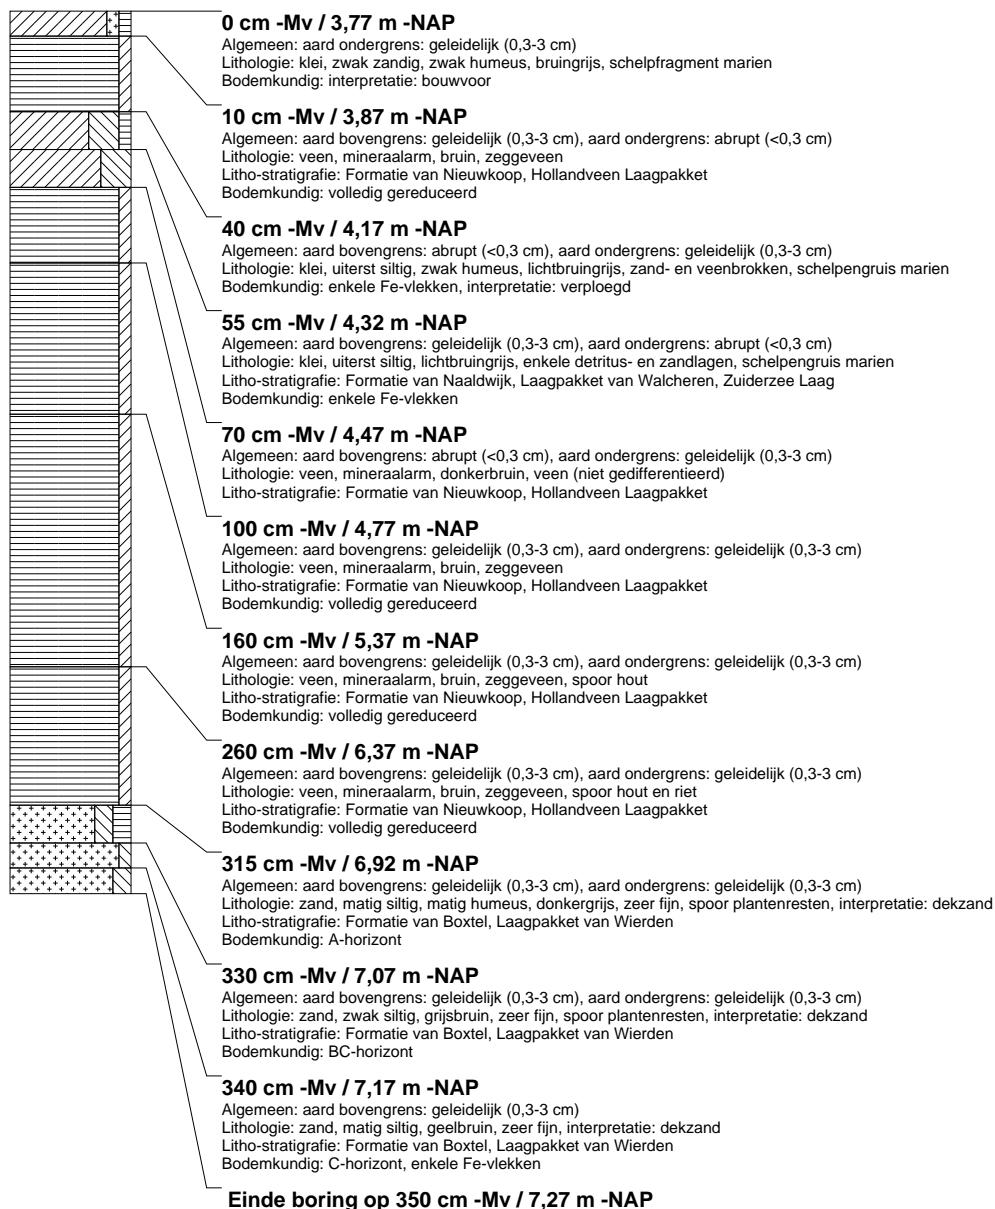 0 cm -Mv / 3,77 m -NAP
Algemeen: aard ondergrens: geleidelijk (0,3-3 cm)
Lithologie: klei, zwak zandig, zwak humeus, bruingrijs, schelpfragment marien
Bodemkundig: interpretatie: bouwvoor
10 cm -Mv / 3,87 m -NAP
Algemeen: aard bovengrens: geleidelijk (0,3-3 cm), aard ondergrens: abrupt (<0,3 cm)
Lithologie: veen, mineraalarm, bruin, zeggeveen
Litho-stratigrafie: Formatie van Nieuwkoop, Hollandveen Laagpakket
Bodemkundig: volledig gereduceerd
40 cm -Mv / 4,17 m -NAP
Algemeen: aard bovengrens: abrupt (<0,3 cm), aard ondergrens: geleidelijk (0,3-3 cm)
Lithologie: klei, uiterst siltig, zwak humeus, lichtbruingrijs, zand- en veenbrokken, schelpengruis marien
Bodemkundig: enkele Fe-vlekken, interpretatie: verploegd
55 cm -Mv / 4,32 m -NAP
Algemeen: aard bovengrens: geleidelijk (0,3-3 cm), aard ondergrens: abrupt (<0,3 cm)
Lithologie: klei, uiterst siltig, lichtbruingrijs, enkele detritus- en zandlagen, schelpengruis marien
Litho-stratigrafie: Formatie van Naaldwijk, Laagpakket van Walcheren, Zuiderzee Laag
Bodemkundig: enkele Fe-vlekken
70 cm -Mv / 4,47 m -NAP
Algemeen: aard bovengrens: abrupt (<0,3 cm), aard ondergrens: geleidelijk (0,3-3 cm)
Lithologie: veen, mineraalarm, donkerbruin, veen (niet gedifferentieerd)
Litho-stratigrafie: Formatie van Nieuwkoop, Hollandveen Laagpakket
100 cm -Mv / 4,77 m -NAP
Algemeen: aard bovengrens: geleidelijk (0,3-3 cm), aard ondergrens: geleidelijk (0,3-3 cm)
Lithologie: veen, mineraalarm, bruin, zeggeveen
Litho-stratigrafie: Formatie van Nieuwkoop, Hollandveen Laagpakket
Bodemkundig: volledig gereduceerd
160 cm -Mv / 5,37 m -NAP
Algemeen: aard bovengrens: geleidelijk (0,3-3 cm), aard ondergrens: geleidelijk (0,3-3 cm)
Lithologie: veen, mineraalarm, bruin, zeggeveen, spoor hout
Litho-stratigrafie: Formatie van Nieuwkoop, Hollandveen Laagpakket
Bodemkundig: volledig gereduceerd
260 cm -Mv / 6,37 m -NAP
Algemeen: aard bovengrens: geleidelijk (0,3-3 cm), aard ondergrens: geleidelijk (0,3-3 cm)
Lithologie: veen, mineraalarm, bruin, zeggeveen, spoor hout en riet
Litho-stratigrafie: Formatie van Nieuwkoop, Hollandveen Laagpakket
Bodemkundig: volledig gereduceerd
315 cm -Mv / 6,92 m -NAP
Algemeen: aard bovengrens: geleidelijk (0,3-3 cm), aard ondergrens: geleidelijk (0,3-3 cm)
Lithologie: zand, matig siltig, matig humeus, donkergrijs, zeer fijn, spoor plantenresten, interpretatie: dekzand
Litho-stratigrafie: Formatie van Boxtel, Laagpakket van Wierden
Bodemkundig: A-horizont
330 cm -Mv / 7,07 m -NAP
Algemeen: aard bovengrens: geleidelijk (0,3-3 cm), aard ondergrens: geleidelijk (0,3-3 cm)
Lithologie: zand, zwak siltig, grijsbruin, zeer fijn, spoor plantenresten, interpretatie: dekzand
Litho-stratigrafie: Formatie van Boxtel, Laagpakket van Wierden
Bodemkundig: BC-horizont
340 cm -Mv / 7,17 m -NAP
Algemeen: aard bovengrens: geleidelijk (0,3-3 cm)
Lithologie: zand, matig siltig, geelbruin, zeer fijn, interpretatie: dekzand
Litho-stratigrafie: Formatie van Boxtel, Laagpakket van Wierden
Bodemkundig: C-horizont, enkele Fe-vlekken
Einde boring op 350 cm -Mv / 7,27 m -NAP